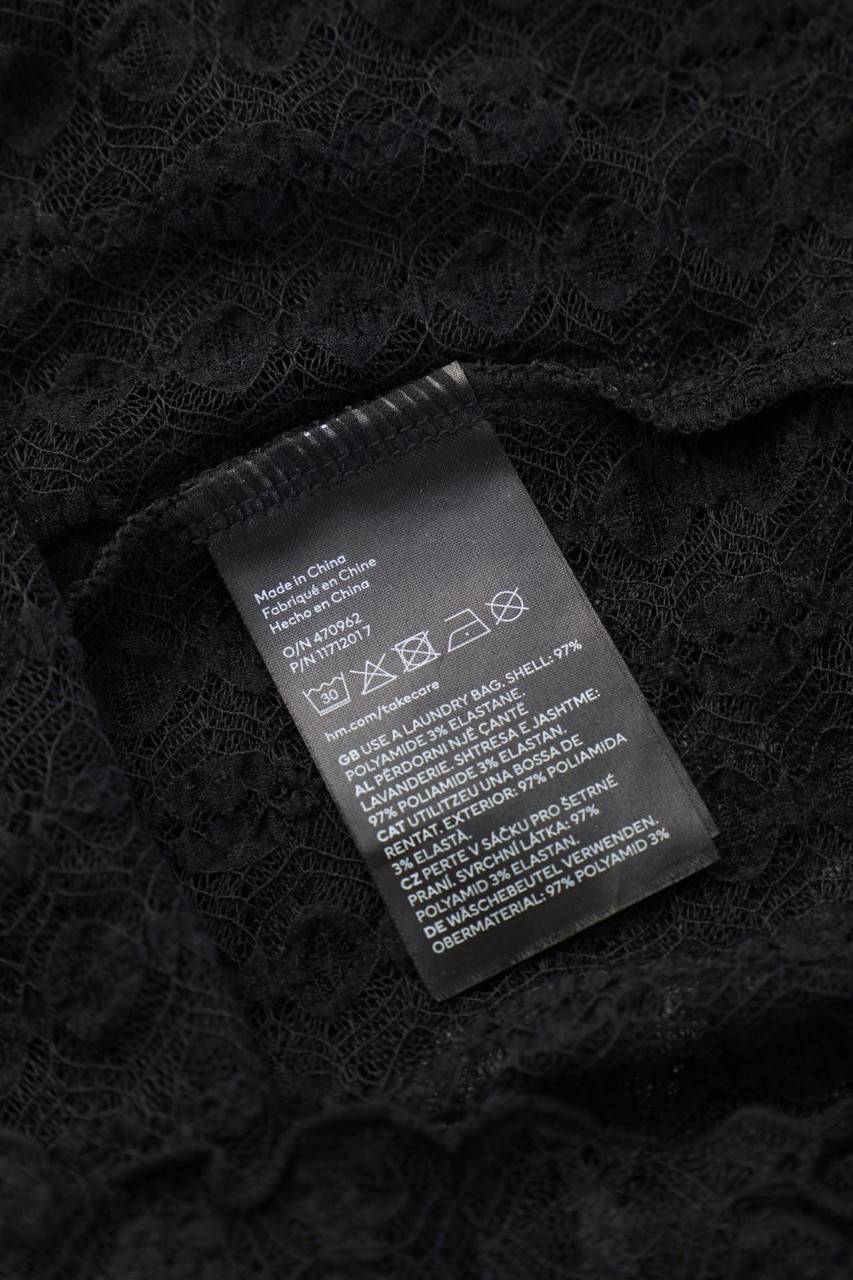 Made in China
Fabriqué en Chine
Hecho en China
O/N 470962
P/N 11712017
30
hm.com/takecare
GB USE A LAUNDRY BAG. SHELL: 97%
POLYAMIDE 3% ELASTANE.
AL PËRDORNI NJË ÇANTË
LAVANDERIE. SHTRESA E JASHTME:
97% POLIAMIDE 3% ELASTAN.
CAT UTILITZEU UNA BOSSA DE
RENTAT. EXTERIOR: 97% POLIAMIDA
3% ELASTÀ.
CZ PERTE V SÁČKU PRO ŠETRNÉ
PRANÍ. SVRCHNÍ LÁTKA: 97%
POLYAMID 3% ELASTAN.
DE WÄSCHEBEUTEL VERWENDEN.
OBERMATERIAL: 97% POLYAMID 3%